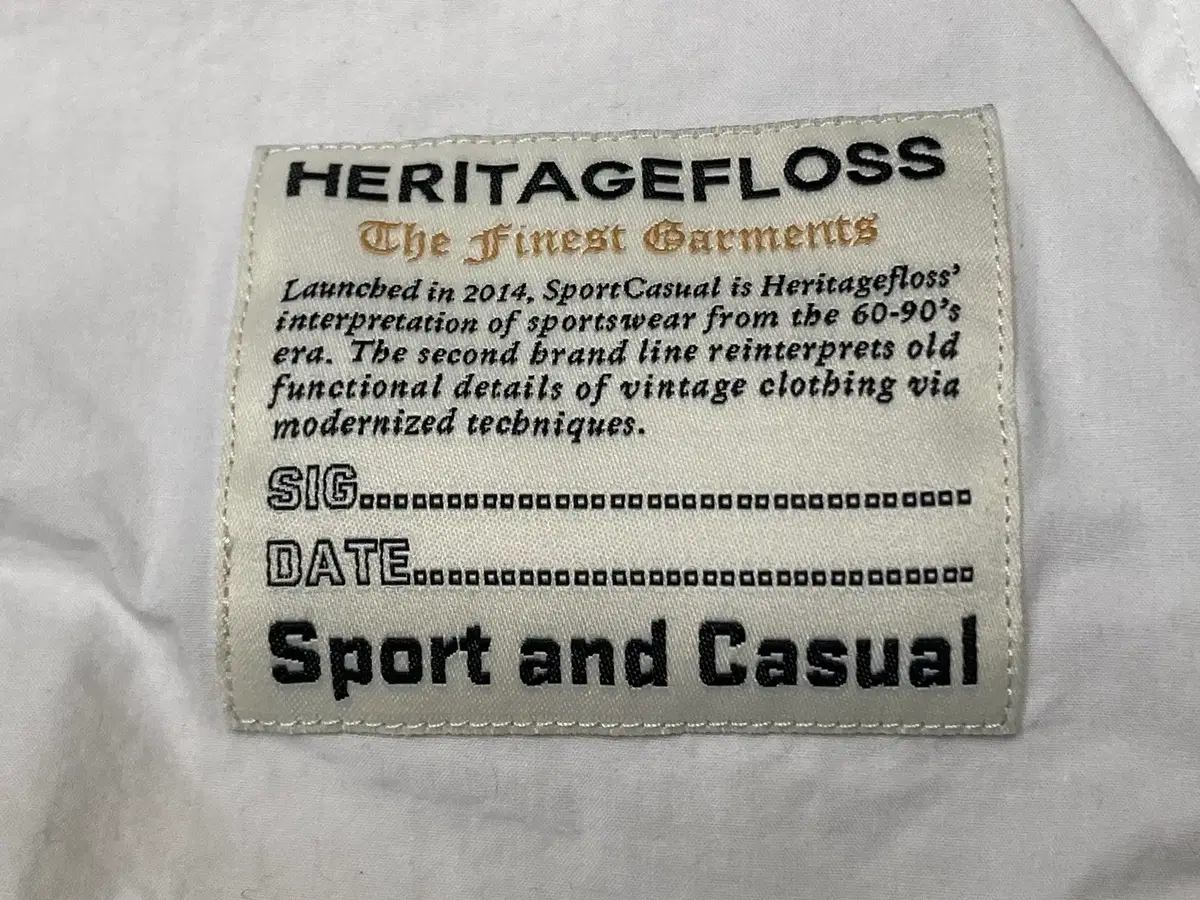 HERITAGEFLOSS
The Finest Garments
Launched in 2014, SportCasual is Heritagefloss'
interpretation of sportswear from the 60-90's
era. The second brand line reinterprets old
functional details of vintage clothing via
modernized techniques.
SIG......................................
DATE...................................
Sport and Casual